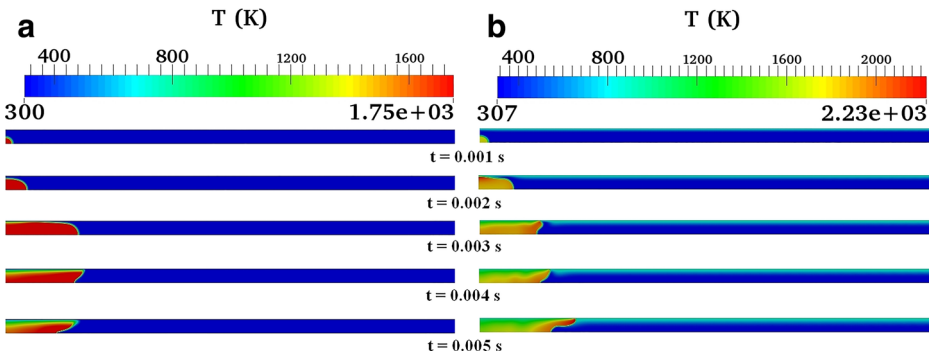 a
T (K)
400 800 1200 1600
300 1.75e+03
b
T (K)
400 800 1200 1600 2000
307 2.23e+03
t = 0.001 s
t = 0.002 s
t = 0.003 s
t = 0.004 s
t = 0.005 s